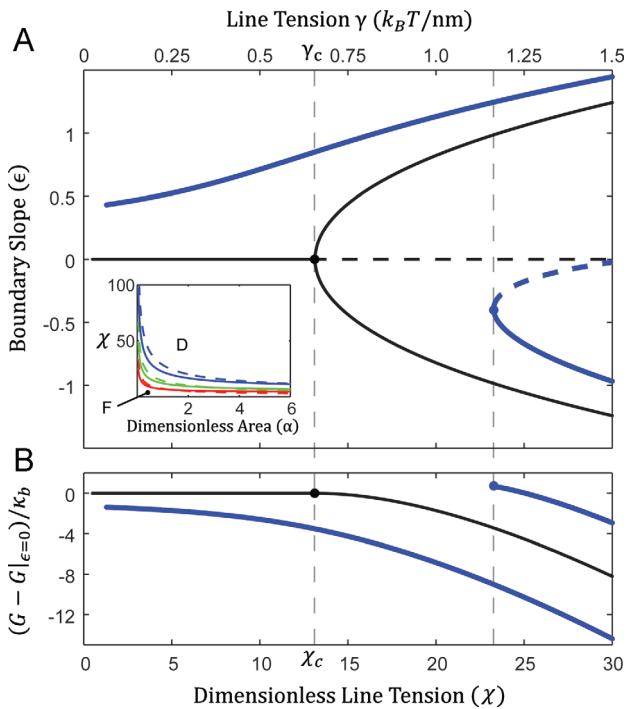 A
Line Tension γ (k_BT/nm)
0 0.25 0.5 γ_c 0.75 1.0 1.25 1.5
Boundary Slope (ϵ)
1
0.5
0
-0.5
-1
100
50
χ
D
F
0 2 4 6
Dimensionless Area (α)
B
(G − G|_ϵ=0)/κ_b
0
-4
-8
-12
0 5 10 χ_c 15 20 25 30
Dimensionless Line Tension (χ)